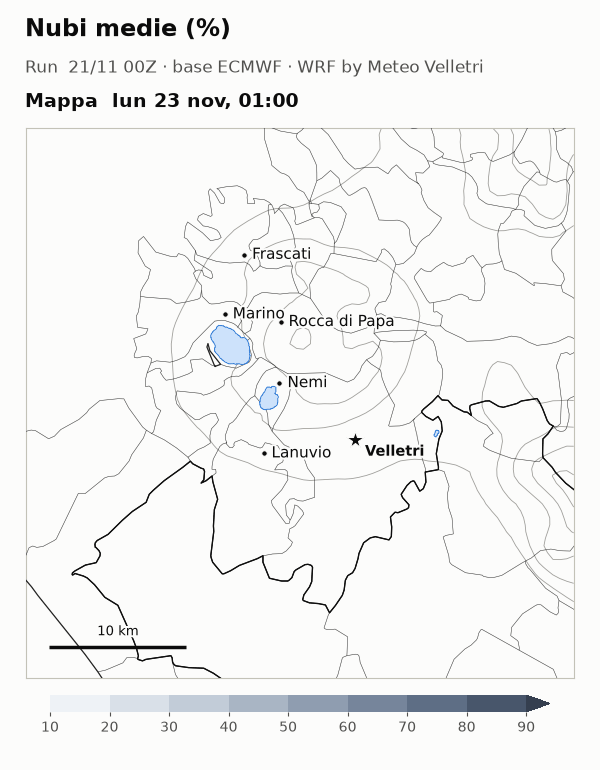 Nubi medie (%)
Run  21/11 00Z · base ECMWF · WRF by Meteo Velletri
Mappa  lun 23 nov, 01:00
Frascati
Marino
Rocca di Papa
Nemi
Velletri
Lanuvio
10 km
10 20 30 40 50 60 70 80 90